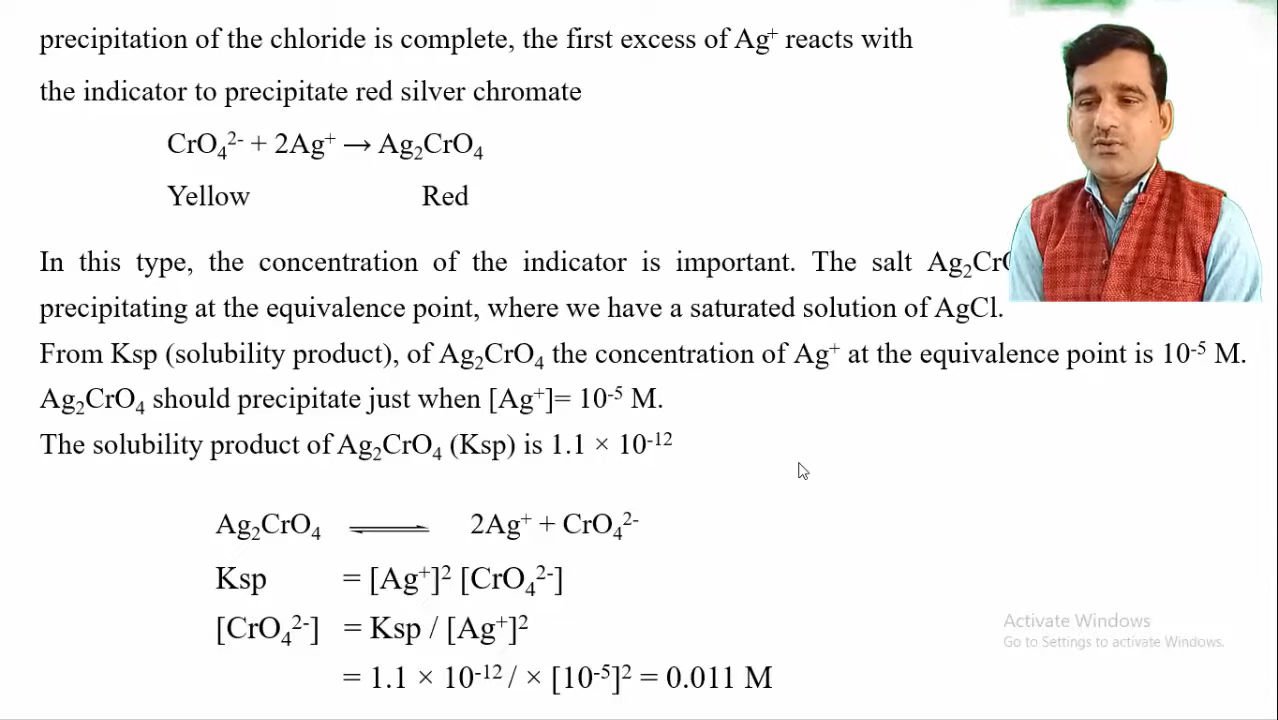 precipitation of the chloride is complete, the first excess of Ag⁺ reacts with
the indicator to precipitate red silver chromate
CrO₄²⁻ + 2Ag⁺ → Ag₂CrO₄
Yellow Red
In this type, the concentration of the indicator is important. The salt
precipitating at the equivalence point, where we have a saturated solution of AgCl.
From Ksp (solubility product), of Ag₂CrO₄ the concentration of Ag⁺ at the equivalence point is 10⁻⁵ M.
Ag₂CrO₄ should precipitate just when [Ag⁺]= 10⁻⁵ M.
The solubility product of Ag₂CrO₄ (Ksp) is 1.1 × 10⁻¹²
Ag₂CrO₄ ⇌ 2Ag⁺ + CrO₄²⁻
Ksp = [Ag⁺]² [CrO₄²⁻]
[CrO₄²⁻] = Ksp / [Ag⁺]²
= 1.1 × 10⁻¹² / × [10⁻⁵]² = 0.011 M
Activate Windows
Go to Settings to activate Windows.